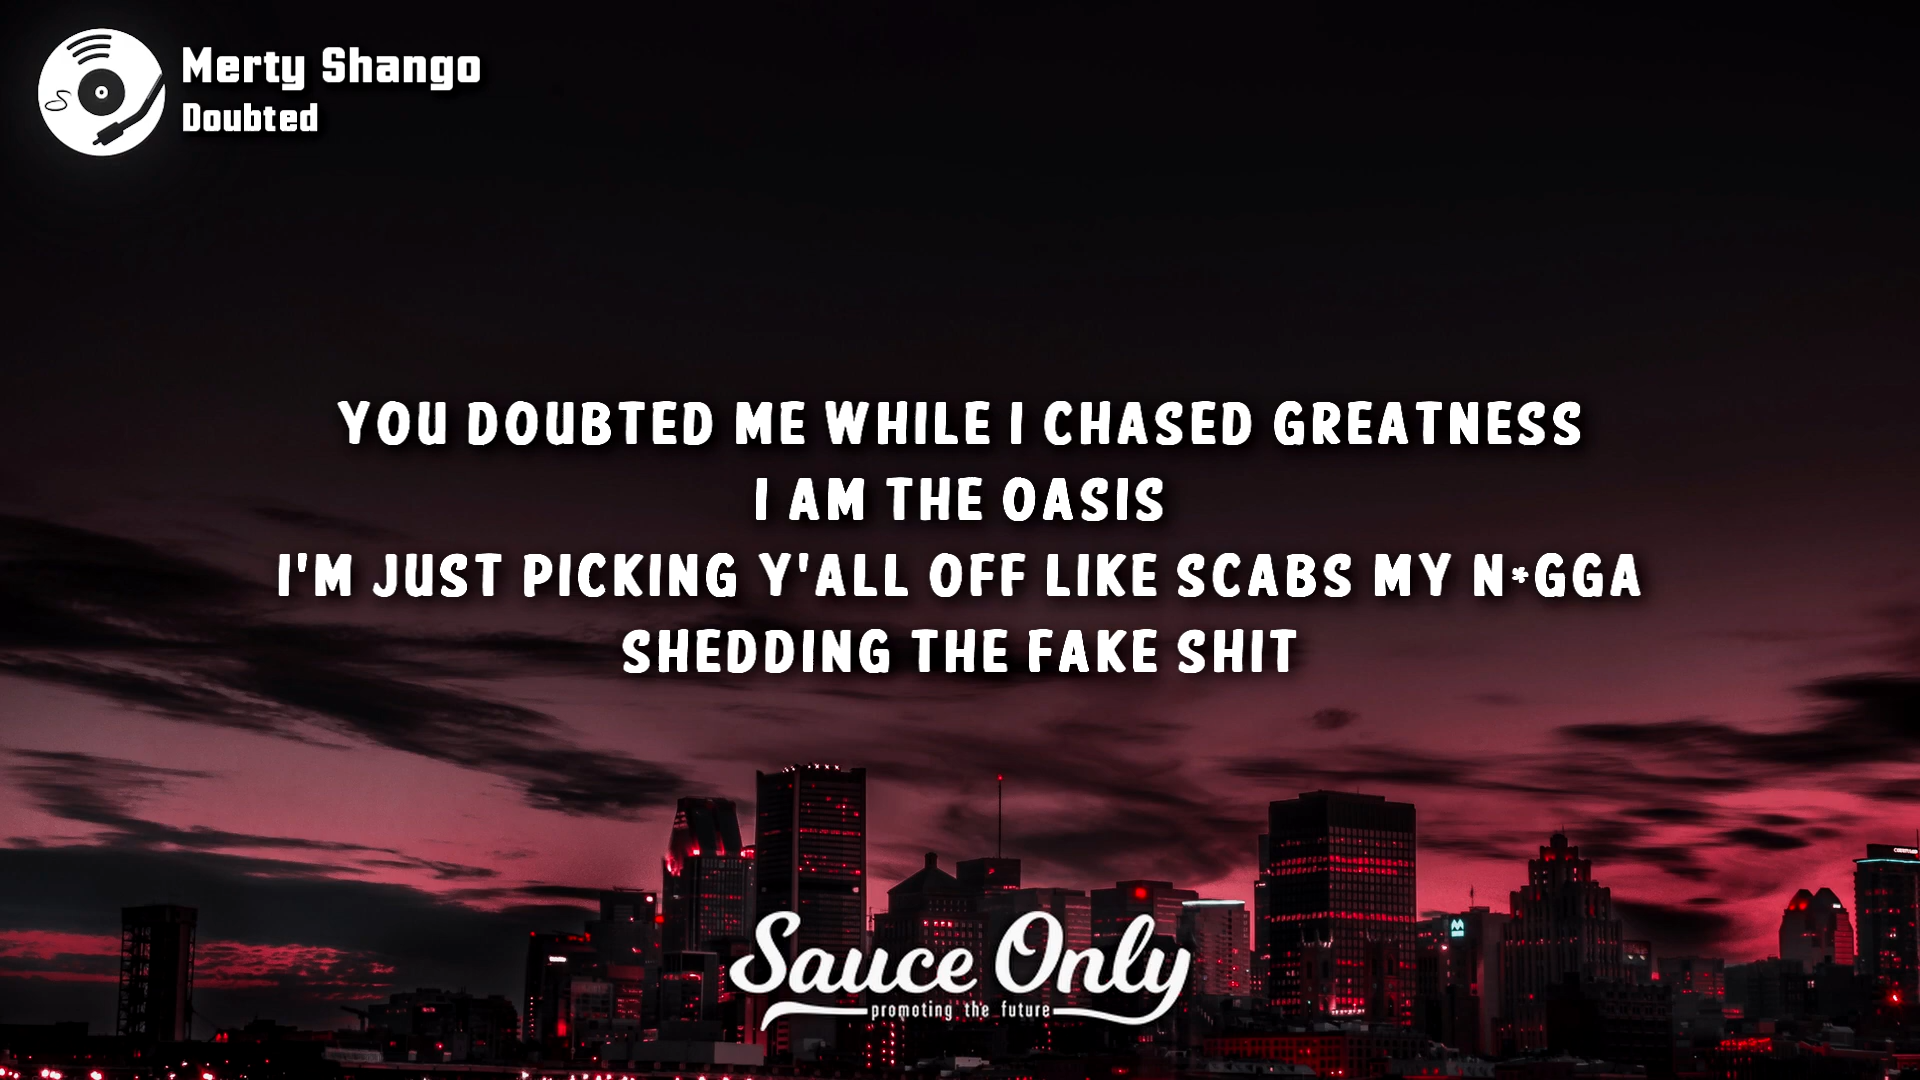 Merty Shango
Doubted
YOU DOUBTED ME WHILE I CHASED GREATNESS
I AM THE OASIS
I'M JUST PICKING Y'ALL OFF LIKE SCABS MY N*GGA
SHEDDING THE FAKE SHIT
Sauce Only
promoting the future